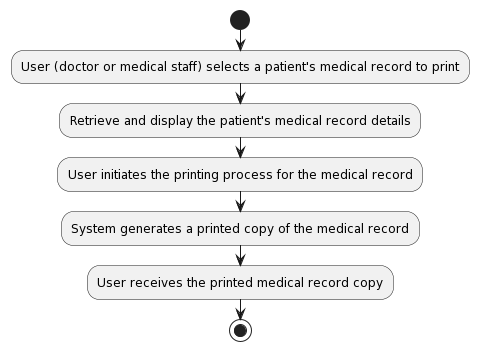 User (doctor or medical staff) selects a patient's medical record to print
Retrieve and display the patient's medical record details
User initiates the printing process for the medical record
System generates a printed copy of the medical record
User receives the printed medical record copy